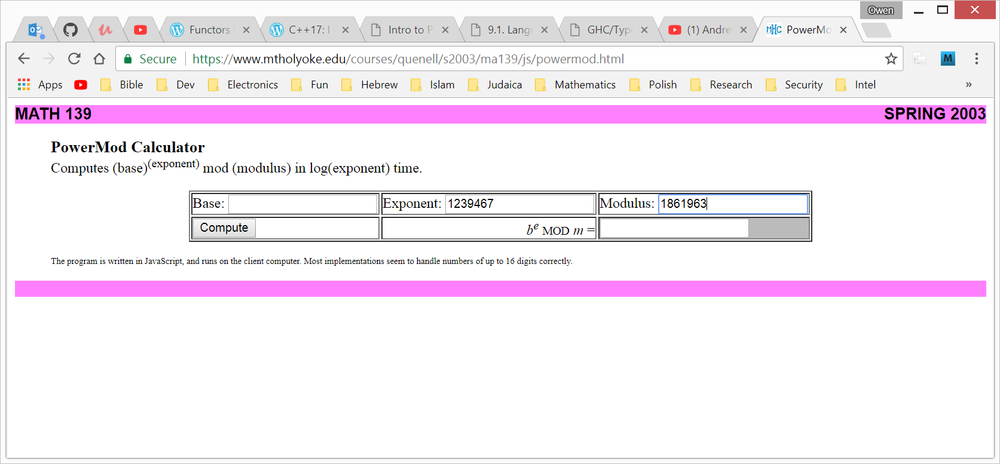 Owen
Functors C++17: I Intro to P 9.1. Lang GHC/Typ (1) Andre PowerMo
Secure https://www.mtholyoke.edu/courses/quenell/s2003/ma139/js/powermod.html M
Apps Bible Dev Electronics Fun Hebrew Islam Judaica Mathematics Polish Research Security Intel »
MATH 139 SPRING 2003
PowerMod Calculator
Computes (base)^(exponent) mod (modulus) in log(exponent) time.
Base: Exponent: 1239467 Modulus: 1861963
Compute b^e MOD m =
The program is written in JavaScript, and runs on the client computer. Most implementations seem to handle numbers of up to 16 digits correctly.